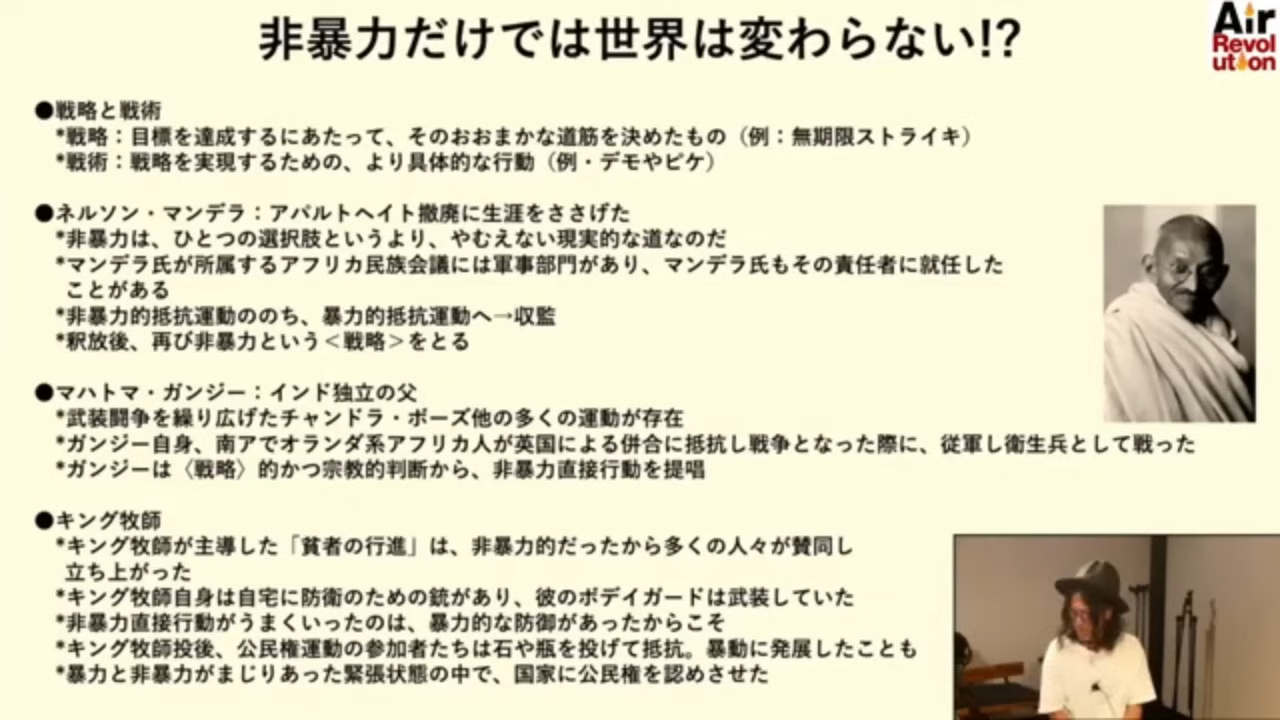 非暴力だけでは世界は変わらない!?
Air
Revol
ution
●戦略と戦術
*戦略：目標を達成するにあたって、そのおおまかな道筋を決めたもの（例：無期限ストライキ）
*戦術：戦略を実現するための、より具体的な行動（例・デモやピケ）
●ネルソン・マンデラ：アパルトヘイト撤廃に生涯をささげた
*非暴力は、ひとつの選択肢というより、やむえない現実的な道なのだ
*マンデラ氏が所属するアフリカ民族会議には軍事部門があり、マンデラ氏もその責任者に就任した
ことがある
*非暴力的抵抗運動ののち、暴力的抵抗運動へ→収監
*釈放後、再び非暴力という＜戦略＞をとる
●マハトマ・ガンジー：インド独立の父
*武装闘争を繰り広げたチャンドラ・ボーズ他の多くの運動が存在
*ガンジー自身、南アでオランダ系アフリカ人が英国による併合に抵抗し戦争となった際に、従軍し衛生兵として戦った
*ガンジーは〈戦略〉的かつ宗教的判断から、非暴力直接行動を提唱
●キング牧師
*キング牧師が主導した「貧者の行進」は、非暴力的だったから多くの人々が賛同し
立ち上がった
*キング牧師自身は自宅に防衛のための銃があり、彼のボデイガードは武装していた
*非暴力直接行動がうまくいったのは、暴力的な防御があったからこそ
*キング牧師投後、公民権運動の参加者たちは石や瓶を投げて抵抗。暴動に発展したことも
*暴力と非暴力がまじりあった緊張状態の中で、国家に公民権を認めさせた